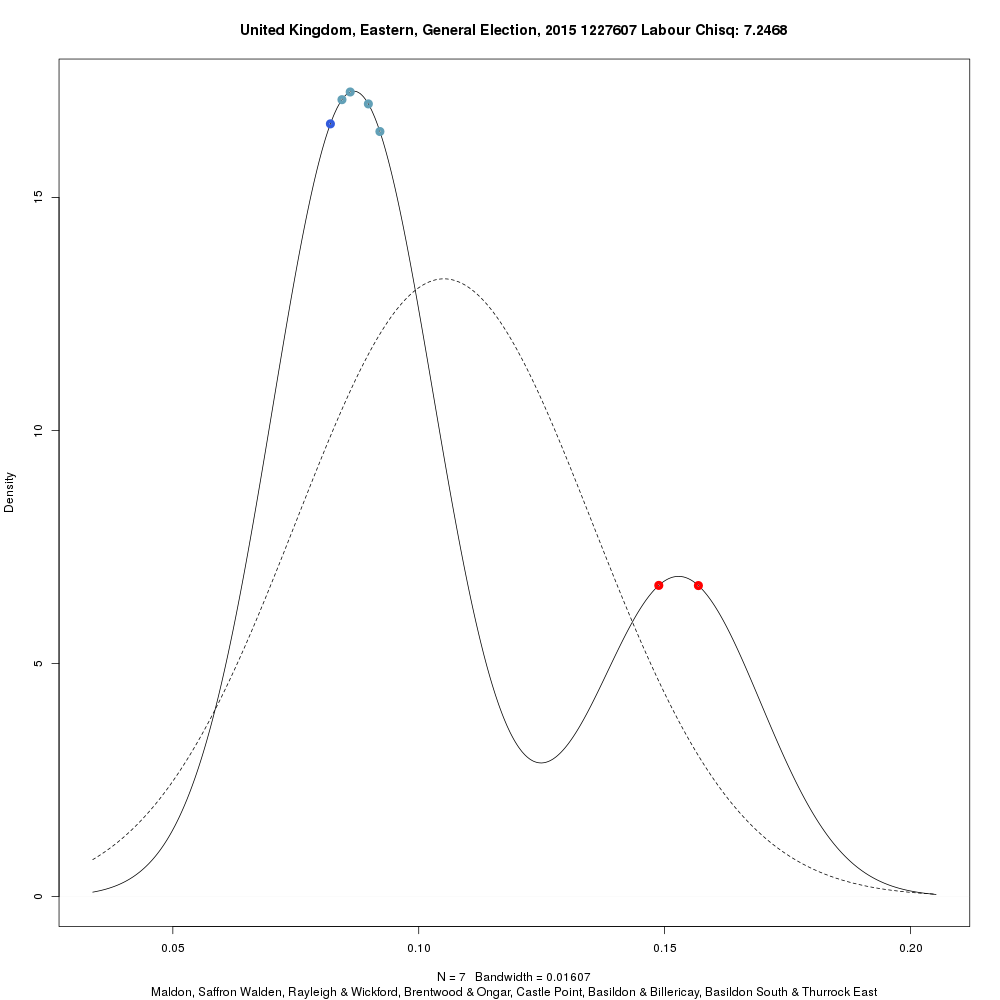 United Kingdom, Eastern, General Election, 2015 1227607 Labour Chisq: 7.2468
Density
15
10
5
0
0.05 0.10 0.15 0.20
N = 7 Bandwidth = 0.01607
Maldon, Saffron Walden, Rayleigh & Wickford, Brentwood & Ongar, Castle Point, Basildon & Billericay, Basildon South & Thurrock East